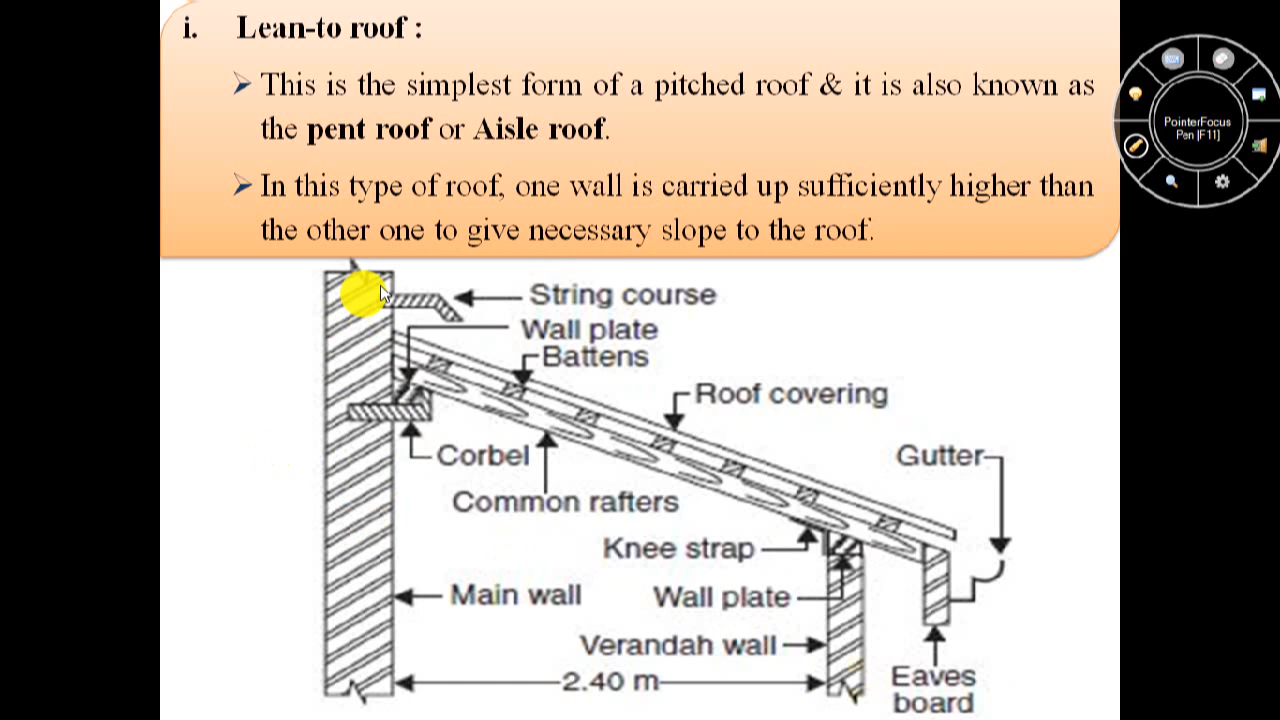 i. Lean-to roof :
➢ This is the simplest form of a pitched roof & it is also known as
the pent roof or Aisle roof.
➢ In this type of roof, one wall is carried up sufficiently higher than
the other one to give necessary slope to the roof.
PointerFocus
Pen [F11]
String course
Wall plate
Battens
Roof covering
Gutter
Corbel
Common rafters
Knee strap
Main wall
Wall plate
Verandah wall
2.40 m
Eaves
board